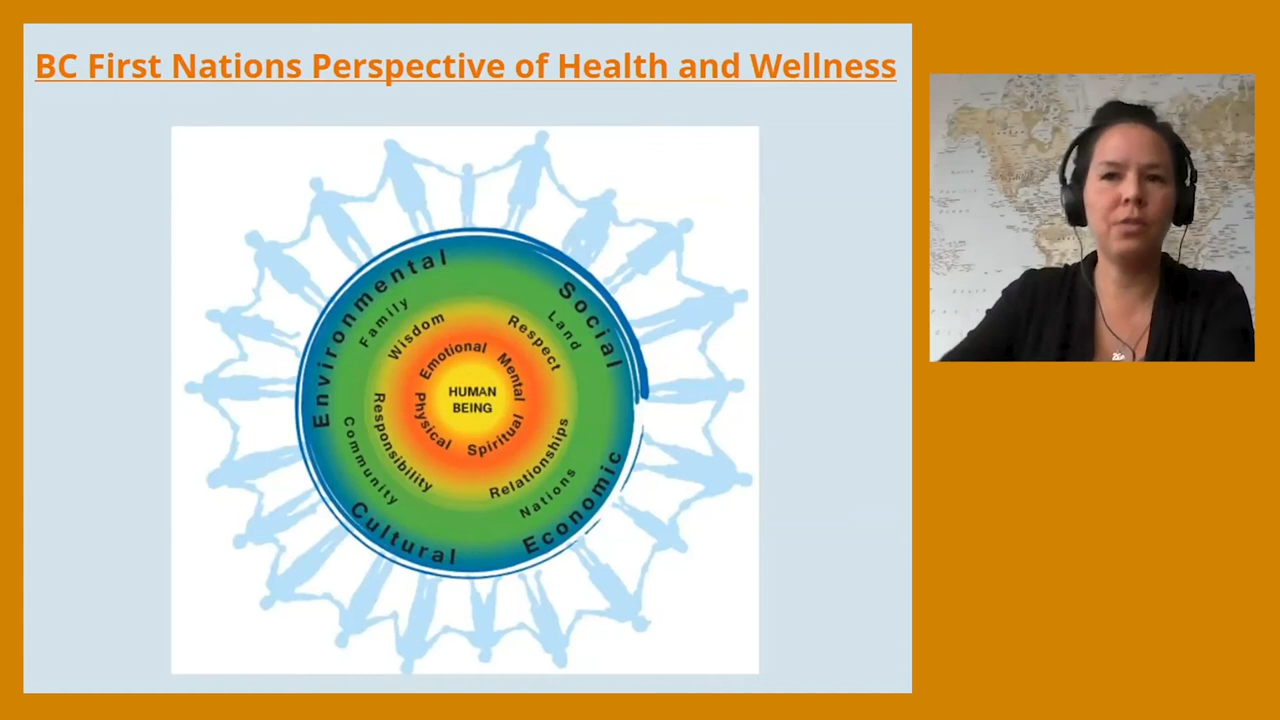 BC First Nations Perspective of Health and Wellness
Environmental
Social
Family
Land
Wisdom
Respect
Emotional
Mental
HUMAN
BEING
Physical
Spiritual
Responsibility
Relationships
Community
Nations
Cultural
Economic